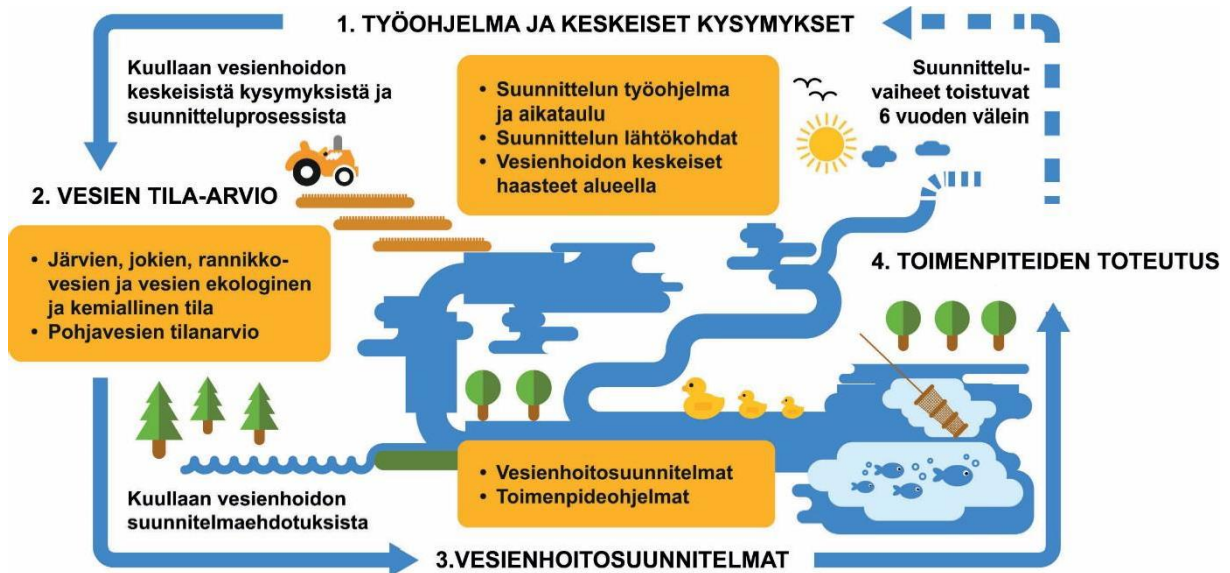 1. TYÖOHJELMA JA KESKEISET KYSYMYKSET
Kuullaan vesienhoidon
keskeisistä kysymyksistä ja
suunnitteluprosessista
• Suunnittelun työohjelma
ja aikataulu
• Suunnittelun lähtökohdat
• Vesienhoidon keskeiset
haasteet alueella
Suunnittelu-
vaiheet toistuvat
6 vuoden välein
2. VESIEN TILA-ARVIO
• Järvien, jokien, rannikko-
vesien ja vesien ekologinen
ja kemiallinen tila
• Pohjavesien tilanarvio
4. TOIMENPITEIDEN TOTEUTUS
Kuullaan vesienhoidon
suunnitelmaehdotuksista
• Vesienhoitosuunnitelmat
• Toimenpideohjelmat
3.VESIENHOITOSUUNNITELMAT